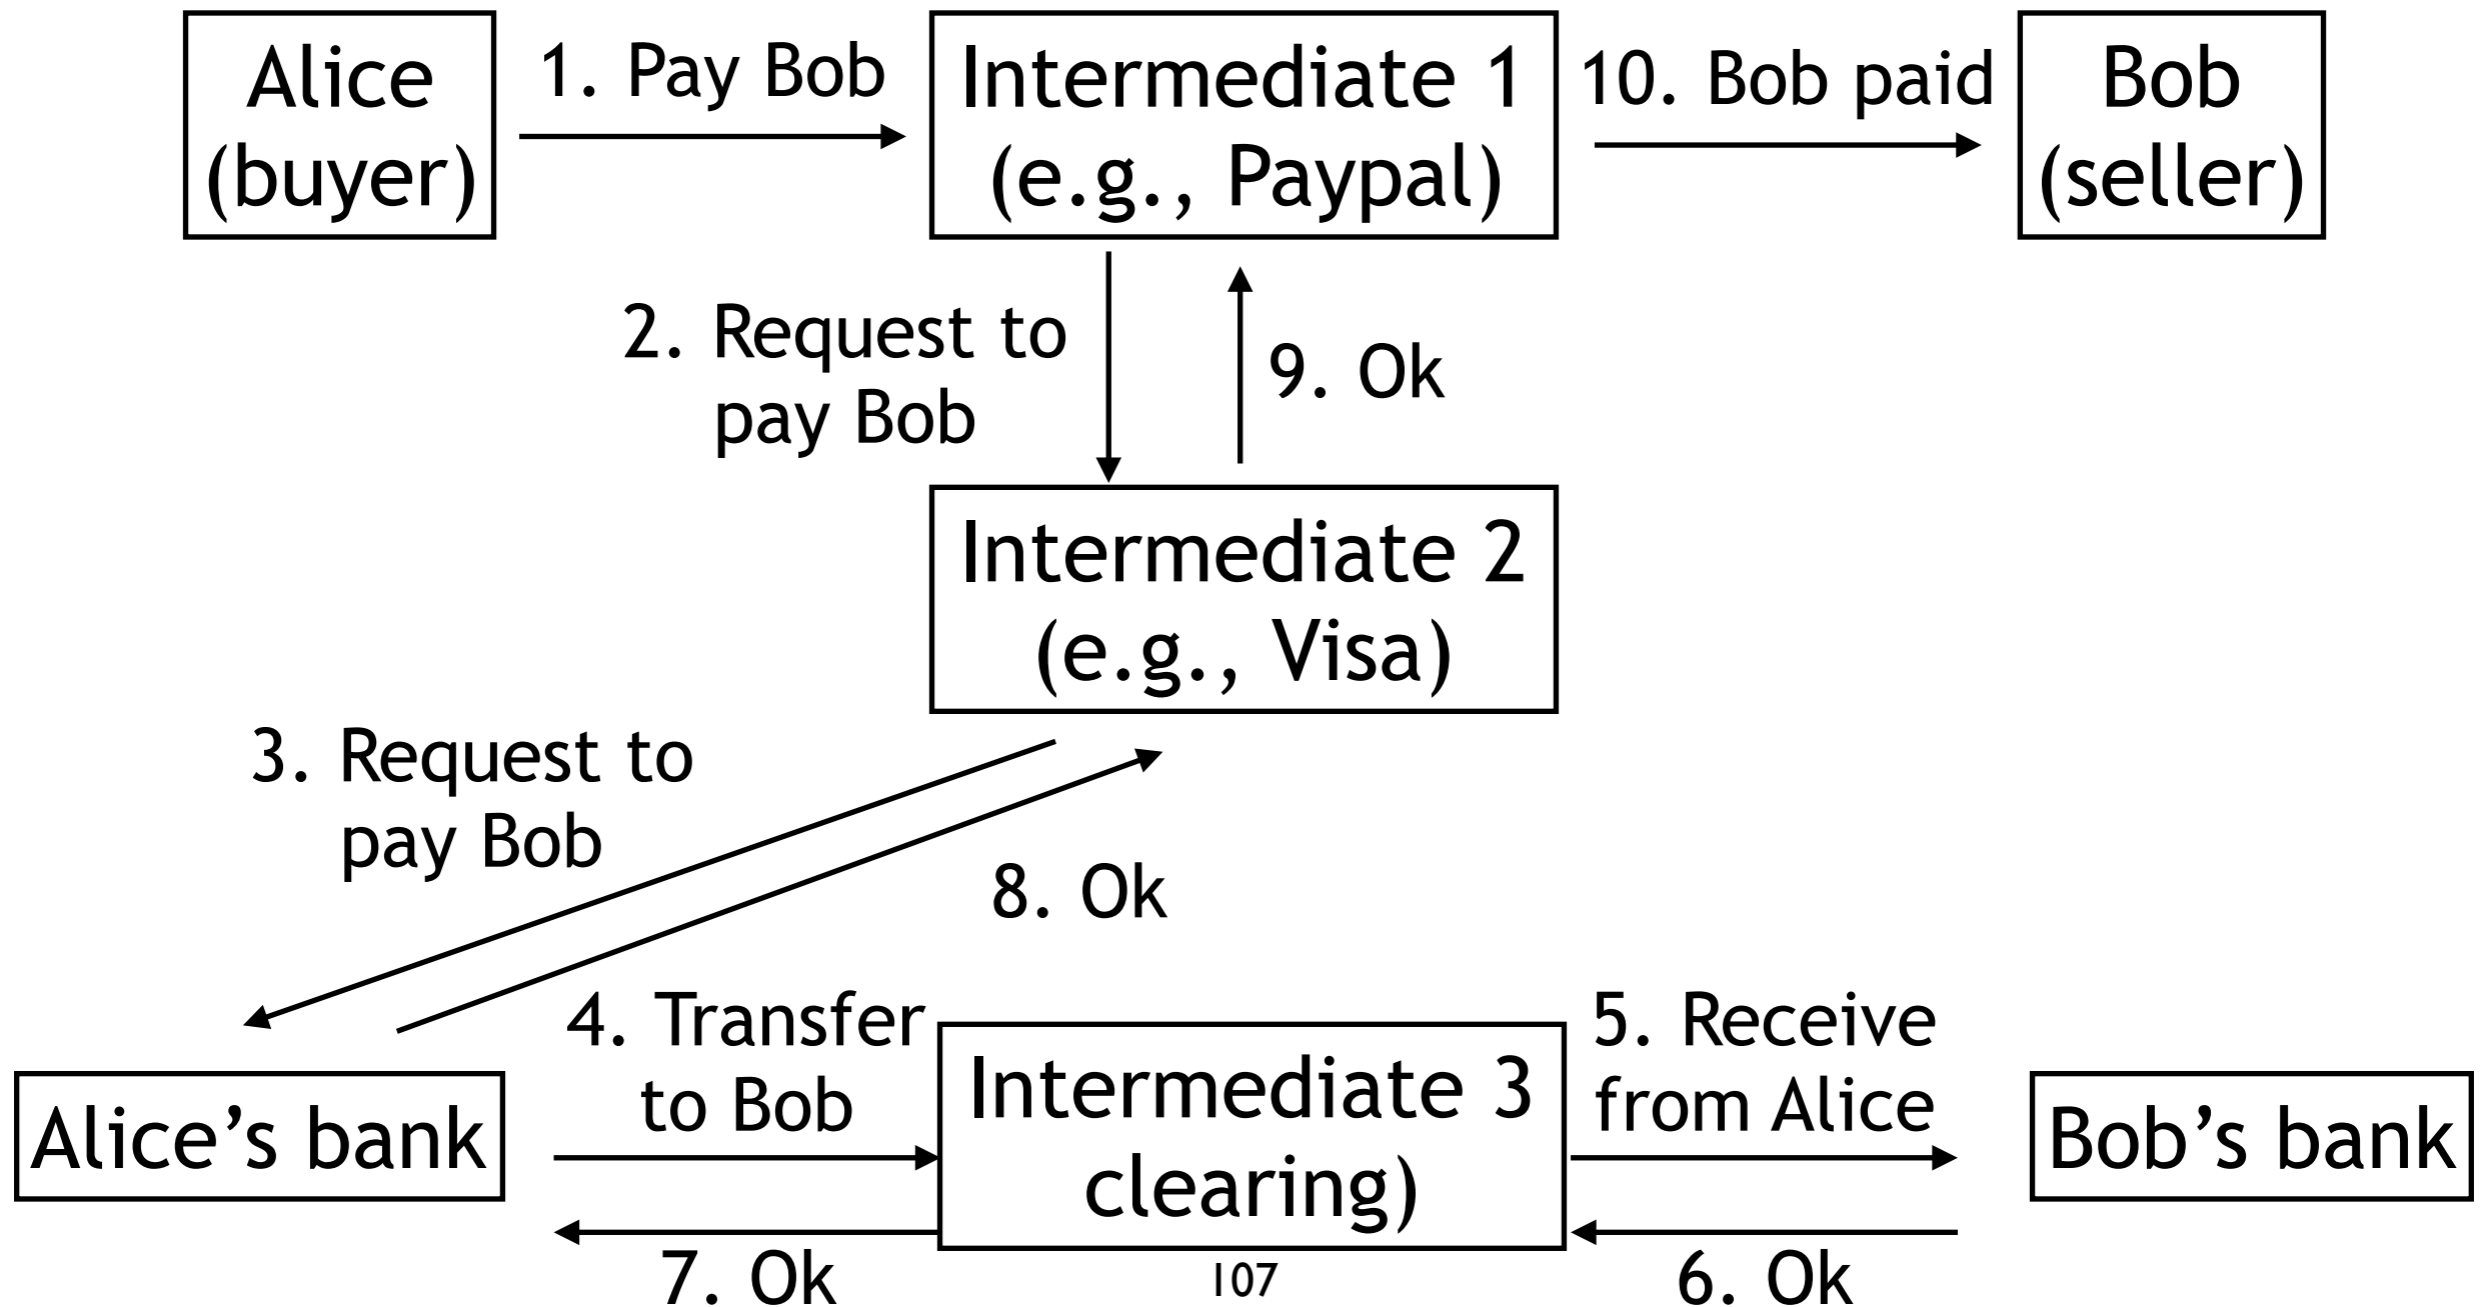 Alice
(buyer)
1. Pay Bob
Intermediate 1
(e.g., Paypal)
10. Bob paid
Bob
(seller)
2. Request to
pay Bob
9. Ok
Intermediate 2
(e.g., Visa)
3. Request to
pay Bob
8. Ok
Alice’s bank
4. Transfer
to Bob
7. Ok
Intermediate 3
clearing)
5. Receive
from Alice
6. Ok
Bob’s bank
107